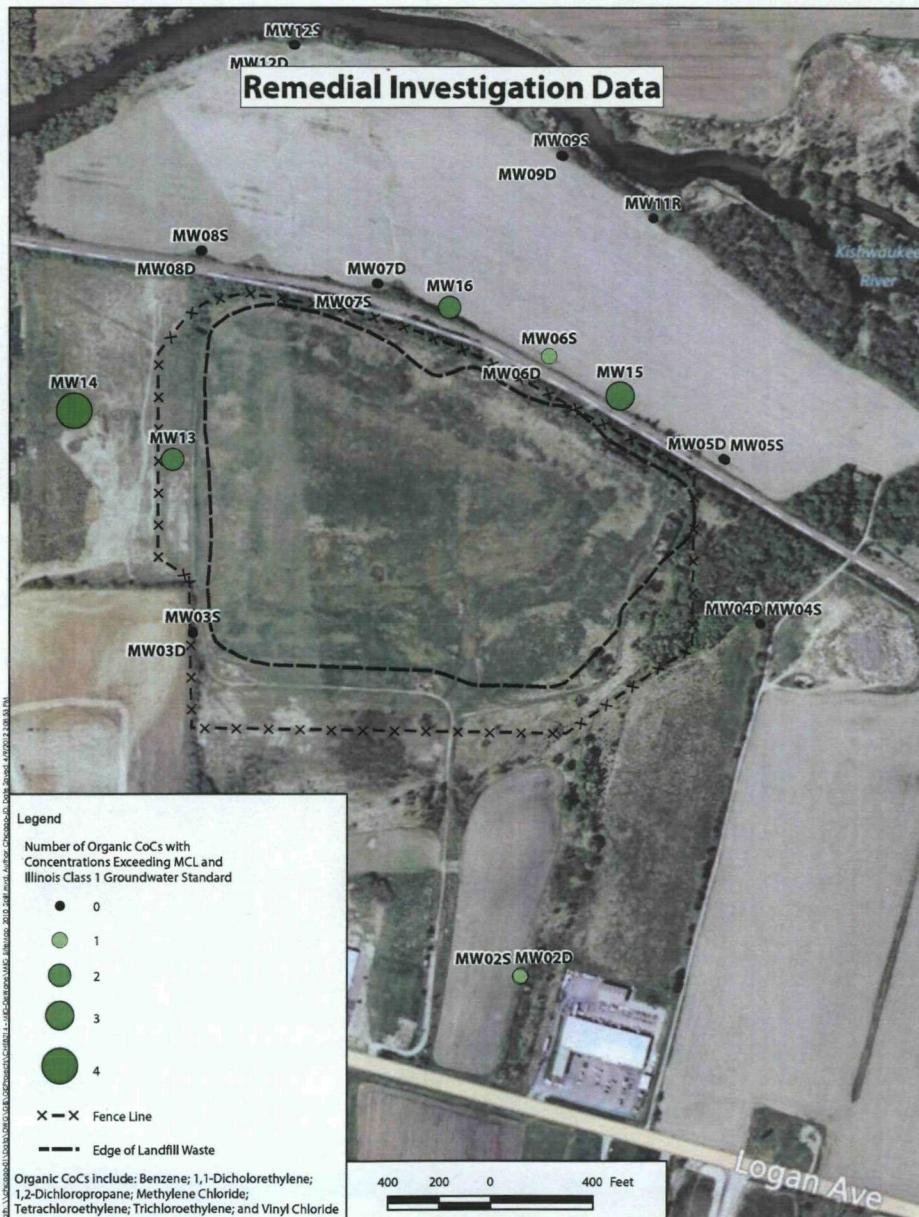 MW12S
MW12D
Remedial Investigation Data
MW09S
MW09D
MW11R
Kishwaukee
River
MW08S
MW08D
MW07D
MW07S
MW16
MW06S
MW06D
MW15
MW14
MW13
MW05D MW05S
MW03S
MW03D
MW04D MW04S
MW02S MW02D
Legend
Number of Organic CoCs with
Concentrations Exceeding MCL and
Illinois Class 1 Groundwater Standard
0
1
2
3
4
Fence Line
Edge of Landfill Waste
Organic CoCs include: Benzene; 1,1-Dicholorethylene;
1,2-Dichloropropane; Methylene Chloride;
Tetrachloroethylene; Trichloroethylene; and Vinyl Chloride
400 200 0 400 Feet
Logan Ave